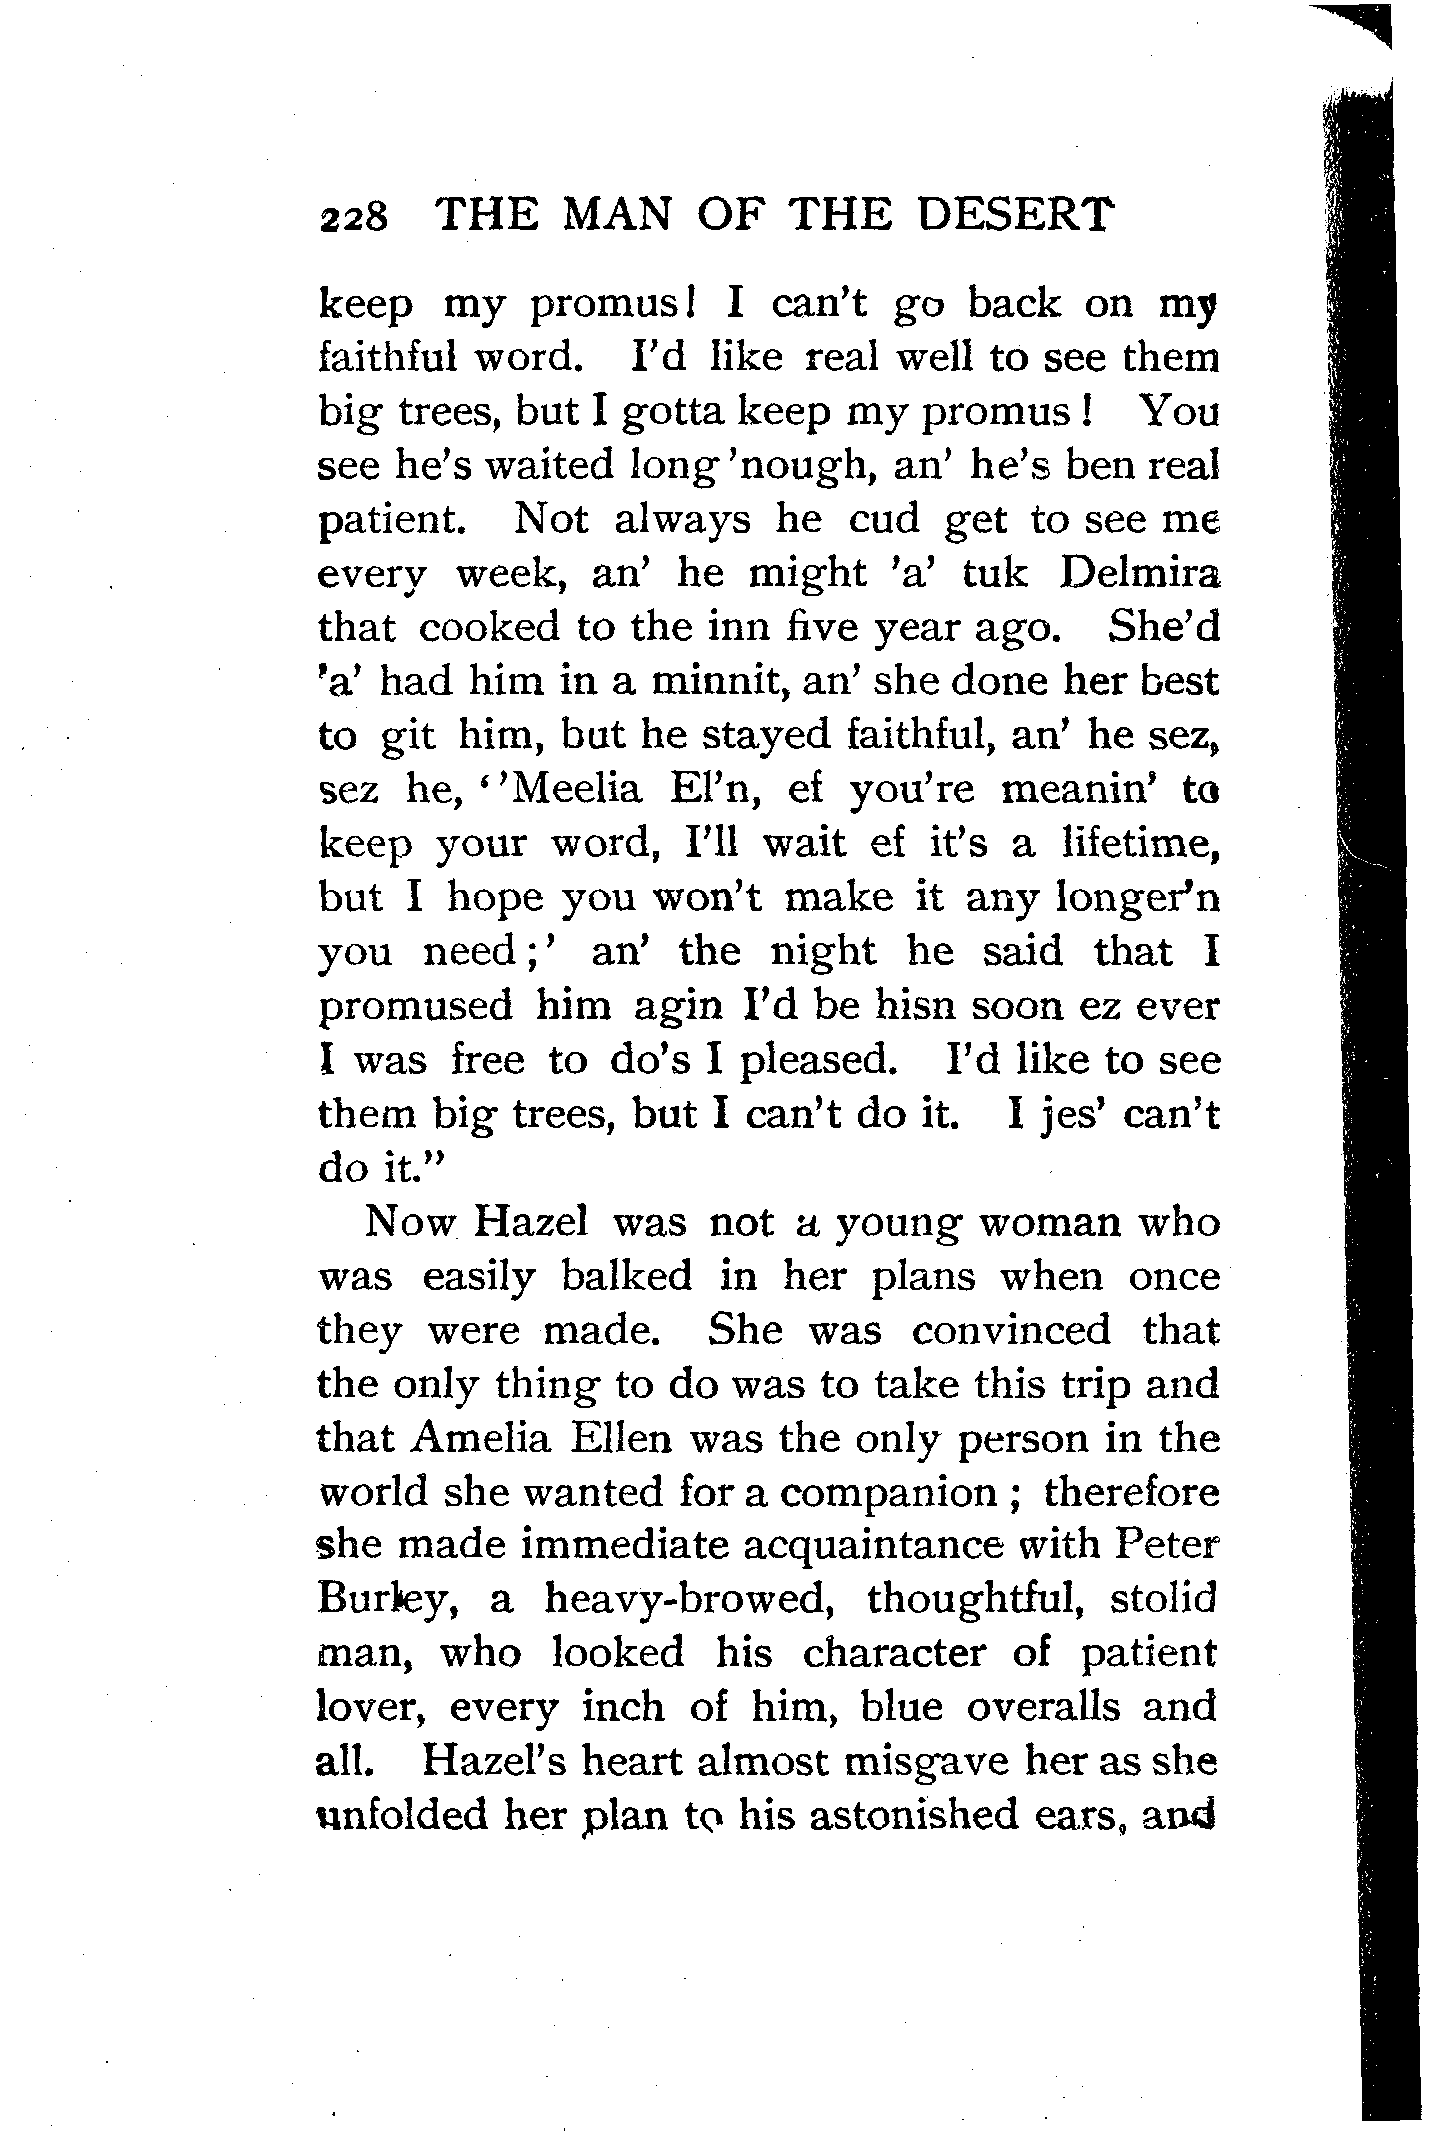 228 THE MAN OF THE DESERT
keep my promus! I can't go back on my
faithful word. I'd like real well to see them
big trees, but I gotta keep my promus! You
see he's waited long 'nough, an' he's ben real
patient. Not always he cud get to see me
every week, an' he might 'a' tuk Delmira
that cooked to the inn five year ago. She'd
'a' had him in a minnit, an' she done her best
to git him, but he stayed faithful, an' he sez,
sez he, ''Meelia El'n, ef you're meanin' to
keep your word, I'll wait ef it's a lifetime,
but I hope you won't make it any longer'n
you need;' an' the night he said that I
promused him agin I'd be hisn soon ez ever
I was free to do's I pleased. I'd like to see
them big trees, but I can't do it. I jes' can't
do it."
Now Hazel was not a young woman who
was easily balked in her plans when once
they were made. She was convinced that
the only thing to do was to take this trip and
that Amelia Ellen was the only person in the
world she wanted for a companion; therefore
she made immediate acquaintance with Peter
Burley, a heavy-browed, thoughtful, stolid
man, who looked his character of patient
lover, every inch of him, blue overalls and
all. Hazel's heart almost misgave her as she
unfolded her plan to his astonished ears, and